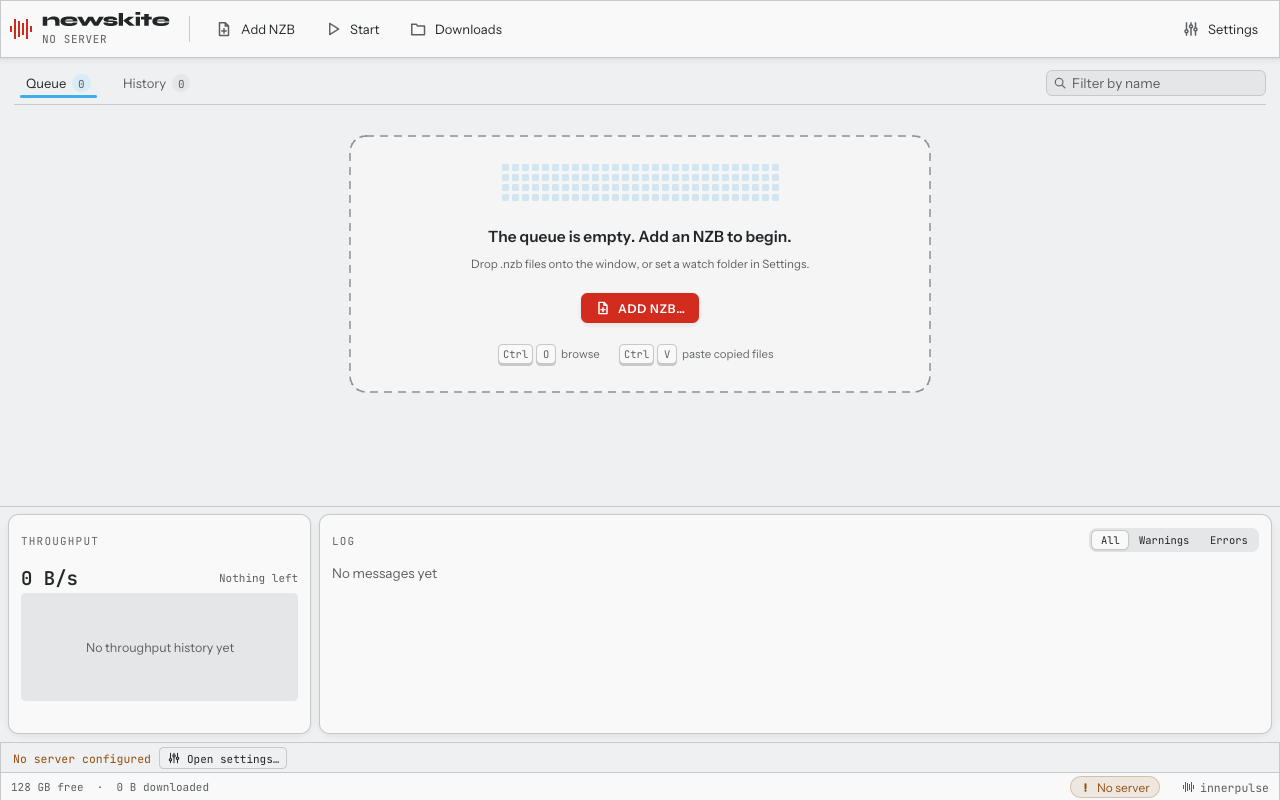 newskite
NO SERVER
Add NZB
Start
Downloads
Settings
Queue 0
History 0
Filter by name
The queue is empty. Add an NZB to begin.
Drop .nzb files onto the window, or set a watch folder in Settings.
ADD NZB…
Ctrl O browse
Ctrl V paste copied files
THROUGHPUT
0 B/s
Nothing left
No throughput history yet
LOG
All
Warnings
Errors
No messages yet
No server configured
Open settings…
128 GB free · 0 B downloaded
! No server
innerpulse